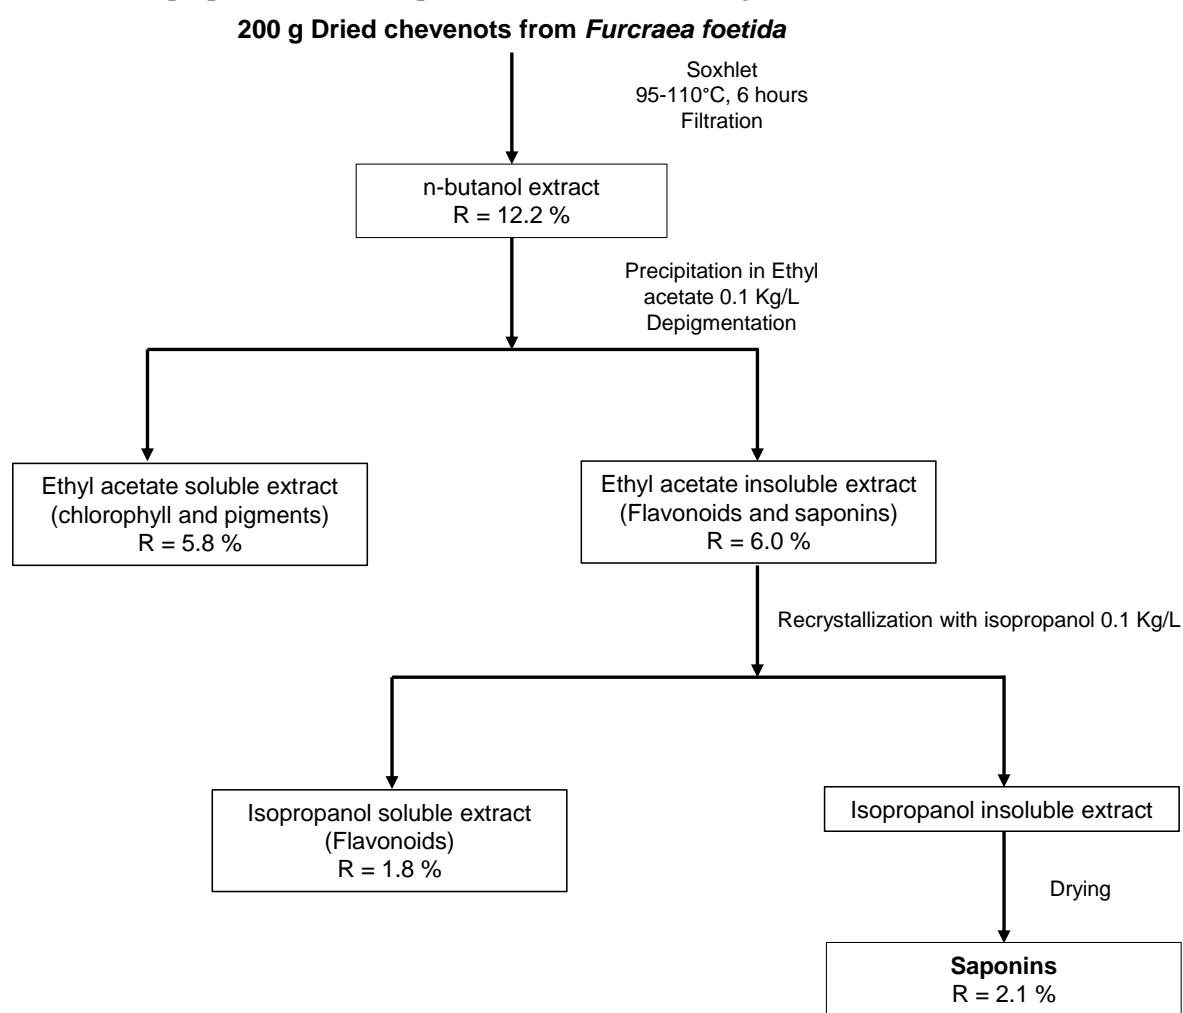 200 g Dried chevenots from Furcraea foetida
Soxhlet
95-110°C, 6 hours
Filtration
n-butanol extract
R = 12.2 %
Precipitation in Ethyl
acetate 0.1 Kg/L
Depigmentation
Ethyl acetate soluble extract
(chlorophyll and pigments)
R = 5.8 %
Ethyl acetate insoluble extract
(Flavonoids and saponins)
R = 6.0 %
Recrystallization with isopropanol 0.1 Kg/L
Isopropanol soluble extract
(Flavonoids)
R = 1.8 %
Isopropanol insoluble extract
Drying
Saponins
R = 2.1 %